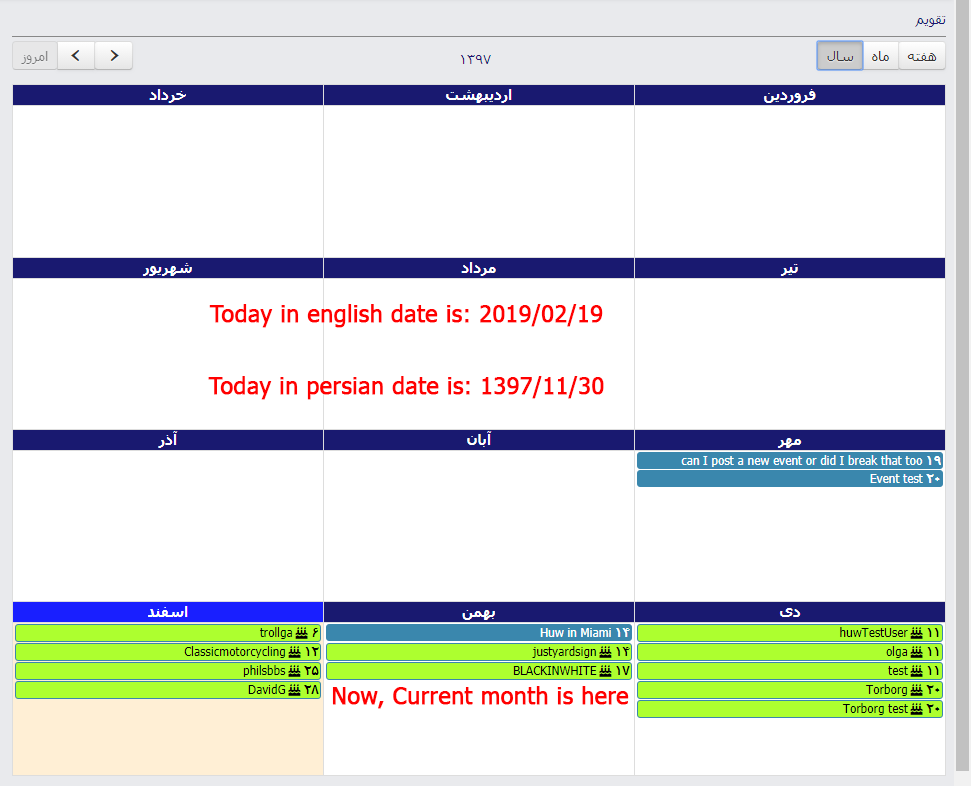 تقویم
هفته ماه سال
۱۳۹۷
امروز
فروردین
اردیبهشت
خرداد
تیر
مرداد
شهریور
Today in english date is: 2019/02/19
Today in persian date is: 1397/11/30
مهر
۱۹ can I post a new event or did I break that too
۲۰ Event test
آبان
آذر
دی
۱۱ huwTestUser
۱۱ olga
۱۱ test
۲۰ Torborg
۲۰ Torborg test
بهمن
۱۴ Huw in Miami
۱۴ justyardsign
۱۷ BLACKINWHITE
Now, Current month is here
اسفند
۶ trollga
۱۲ Classicmotorcycling
۲۵ philsbbs
۲۸ DavidG